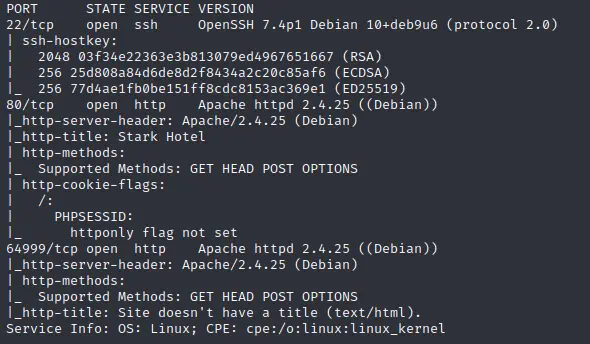 PORT      STATE SERVICE VERSION
22/tcp    open  ssh     OpenSSH 7.4p1 Debian 10+deb9u6 (protocol 2.0)
| ssh-hostkey:
|   2048 03f34e22363e3b813079ed4967651667 (RSA)
|   256 25d808a84d6de8d2f8434a2c20c85af6 (ECDSA)
|_  256 77d4ae1fb0be151ff8cdc8153ac369e1 (ED25519)
80/tcp    open  http    Apache httpd 2.4.25 ((Debian))
|_http-server-header: Apache/2.4.25 (Debian)
|_http-title: Stark Hotel
| http-methods:
|_  Supported Methods: GET HEAD POST OPTIONS
| http-cookie-flags:
|   /:
|     PHPSESSID:
|_      httponly flag not set
64999/tcp open  http    Apache httpd 2.4.25 ((Debian))
|_http-server-header: Apache/2.4.25 (Debian)
| http-methods:
|_  Supported Methods: GET HEAD POST OPTIONS
|_http-title: Site doesn't have a title (text/html).
Service Info: OS: Linux; CPE: cpe:/o:linux:linux_kernel